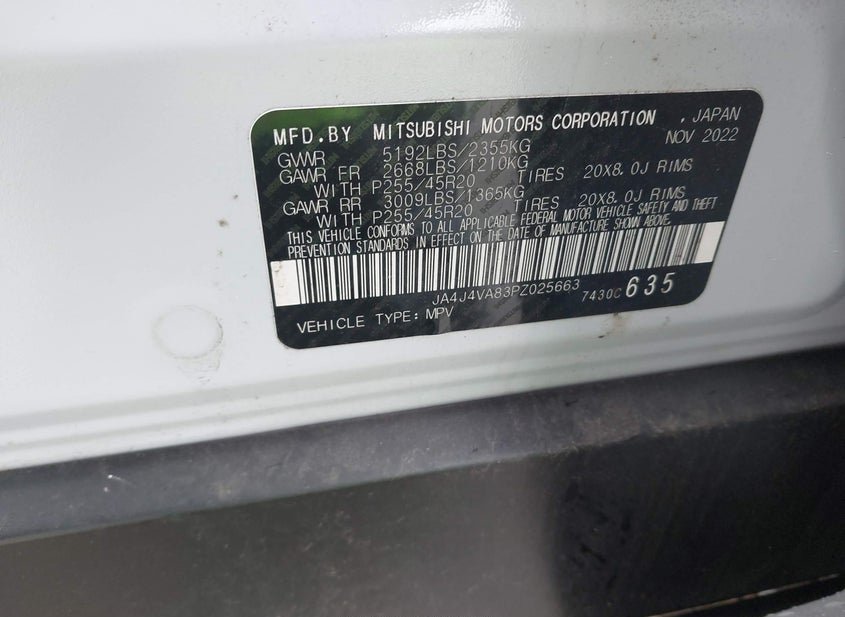 MFD.BY MITSUBISHI MOTORS CORPORATION , JAPAN
NOV 2022
GVWR 5192LBS/2355KG
GAWR FR 2668LBS/1210KG
WITH P255/45R20 TIRES 20X8.0J RIMS
GAWR RR 3009LBS/1365KG
WITH P255/45R20 TIRES 20X8.0J RIMS
THIS VEHICLE CONFORMS TO ALL APPLICABLE FEDERAL MOTOR VEHICLE SAFETY AND THEFT
PREVENTION STANDARDS IN EFFECT ON THE DATE OF MANUFACTURE SHOWN ABOVE.
JA4J4VA83PZ025663 7430C 635
VEHICLE TYPE: MPV